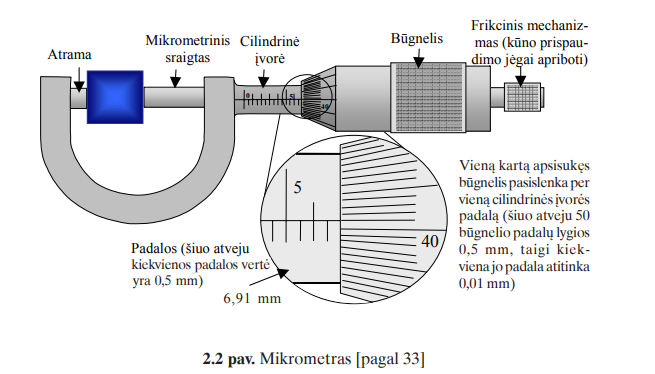 Atrama
Mikrometrinis
sraigtas
Cilindrinė
įvorė
Būgnelis
Frikcinis mechaniz-
mas (kūno prispau-
dimo jėgai apriboti)
0
5
40
5
40
Vieną kartą apsisukęs
būgnelis pasislenka per
vieną cilindrinės įvorės
padalą (šiuo atveju 50
būgnelio padalų lygios
0,5 mm, taigi kiek-
viena jo padala atitinka
0,01 mm)
Padalos (šiuo atveju
kiekvienos padalos vertė
yra 0,5 mm)
6,91 mm
2.2 pav. Mikrometras [pagal 33]